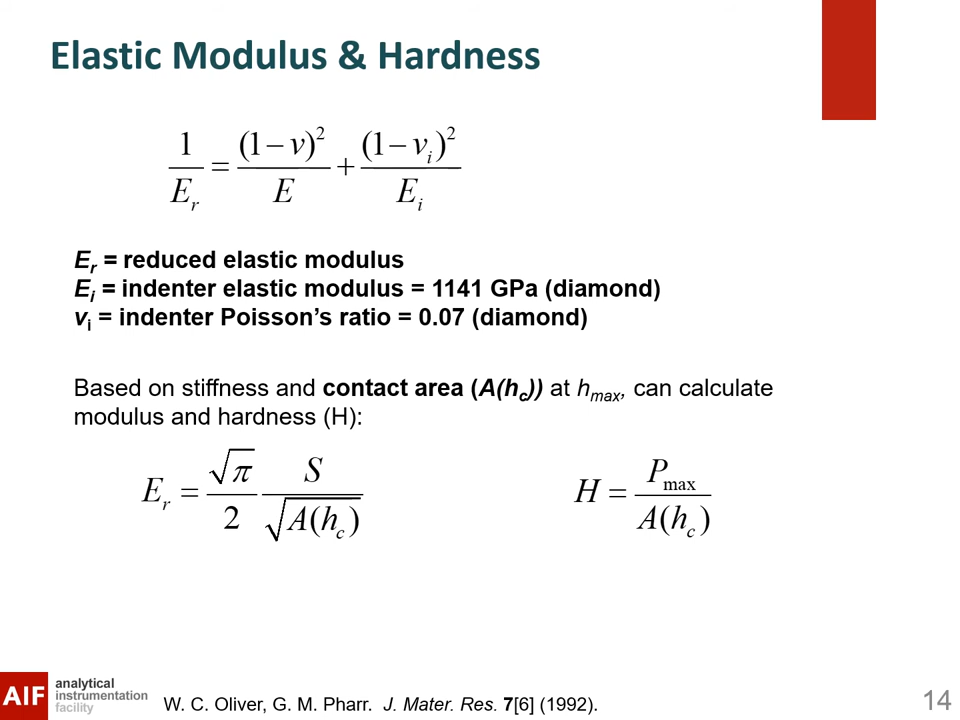 Elastic Modulus & Hardness
1/E_r = (1 – v)^2/E + (1 – v_i)^2/E_i
E_r = reduced elastic modulus
E_i = indenter elastic modulus = 1141 GPa (diamond)
v_i = indenter Poisson’s ratio = 0.07 (diamond)
Based on stiffness and contact area (A(h_c)) at h_max, can calculate
modulus and hardness (H):
E_r = √π/2 S/√A(h_c)
H = P_max/A(h_c)
AIF
analytical
instrumentation
facility
W. C. Oliver, G. M. Pharr. J. Mater. Res. 7[6] (1992).
14